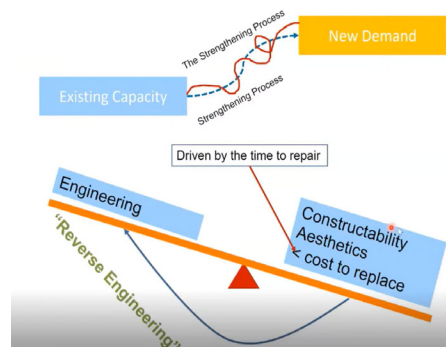 The Strengthening Process
New Demand
Existing Capacity
Strengthening Process
Driven by the time to repair
Engineering
Constructability
Aesthetics
< cost to replace
"Reverse Engineering"